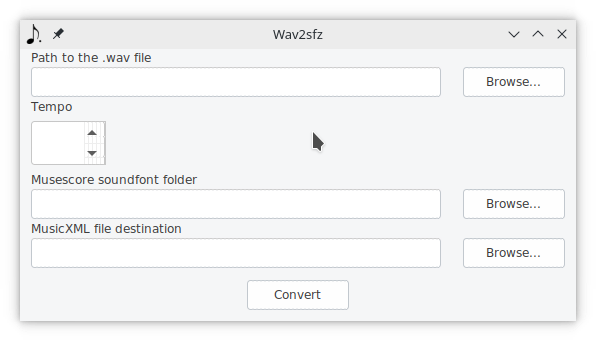 Wav2sfz
Path to the .wav file
Browse...
Tempo
Musescore soundfont folder
Browse...
MusicXML file destination
Browse...
Convert